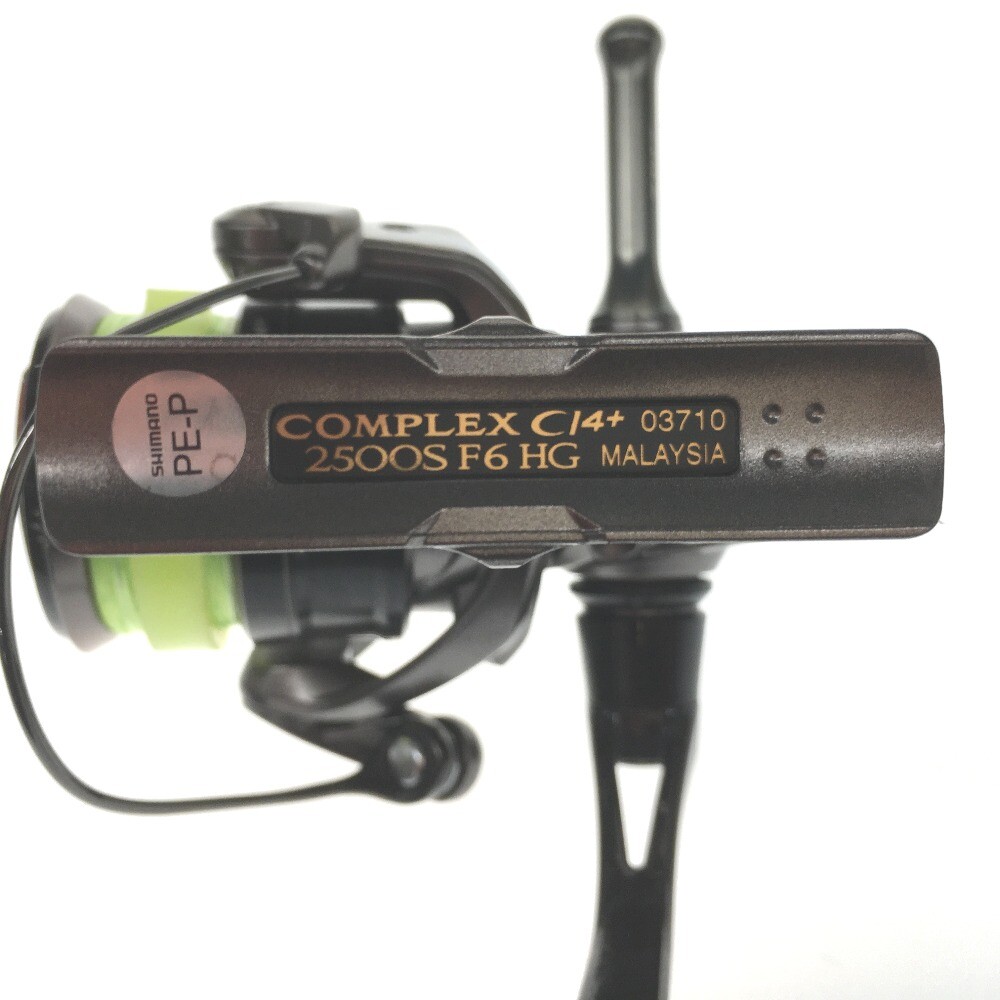 SHIMANO
PE-P
COMPLEX CI4+ 03710
2500S F6 HG MALAYSIA